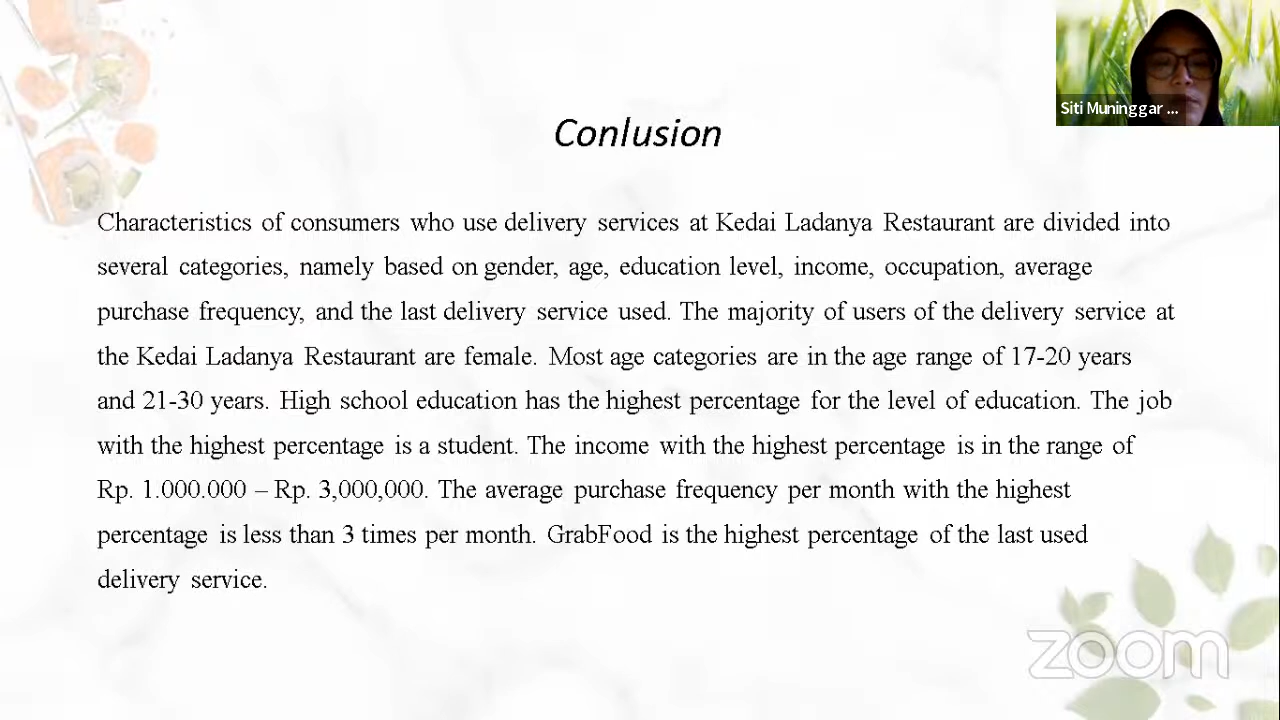 Siti Muninggar ...
Conlusion
Characteristics of consumers who use delivery services at Kedai Ladanya Restaurant are divided into
several categories, namely based on gender, age, education level, income, occupation, average
purchase frequency, and the last delivery service used. The majority of users of the delivery service at
the Kedai Ladanya Restaurant are female. Most age categories are in the age range of 17-20 years
and 21-30 years. High school education has the highest percentage for the level of education. The job
with the highest percentage is a student. The income with the highest percentage is in the range of
Rp. 1.000.000 – Rp. 3,000,000. The average purchase frequency per month with the highest
percentage is less than 3 times per month. GrabFood is the highest percentage of the last used
delivery service.
zoom